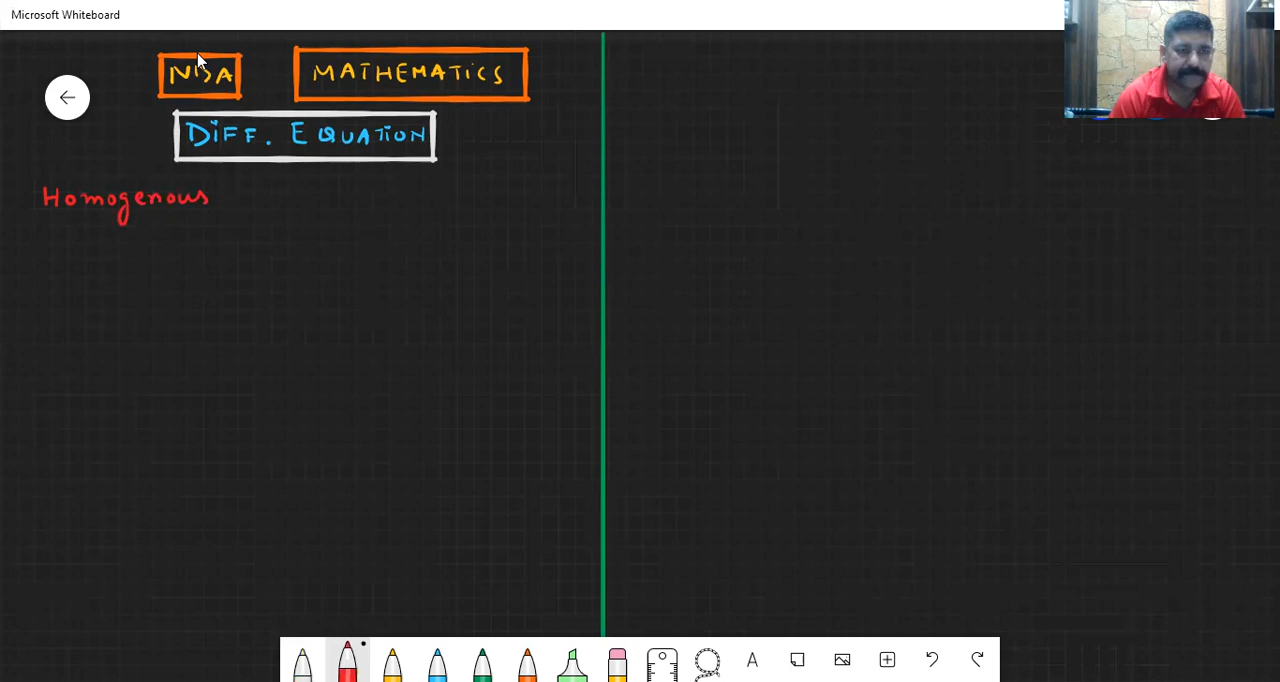 Microsoft Whiteboard
NDA MATHEMATICS
DIFF. EQUATION
Homogenous